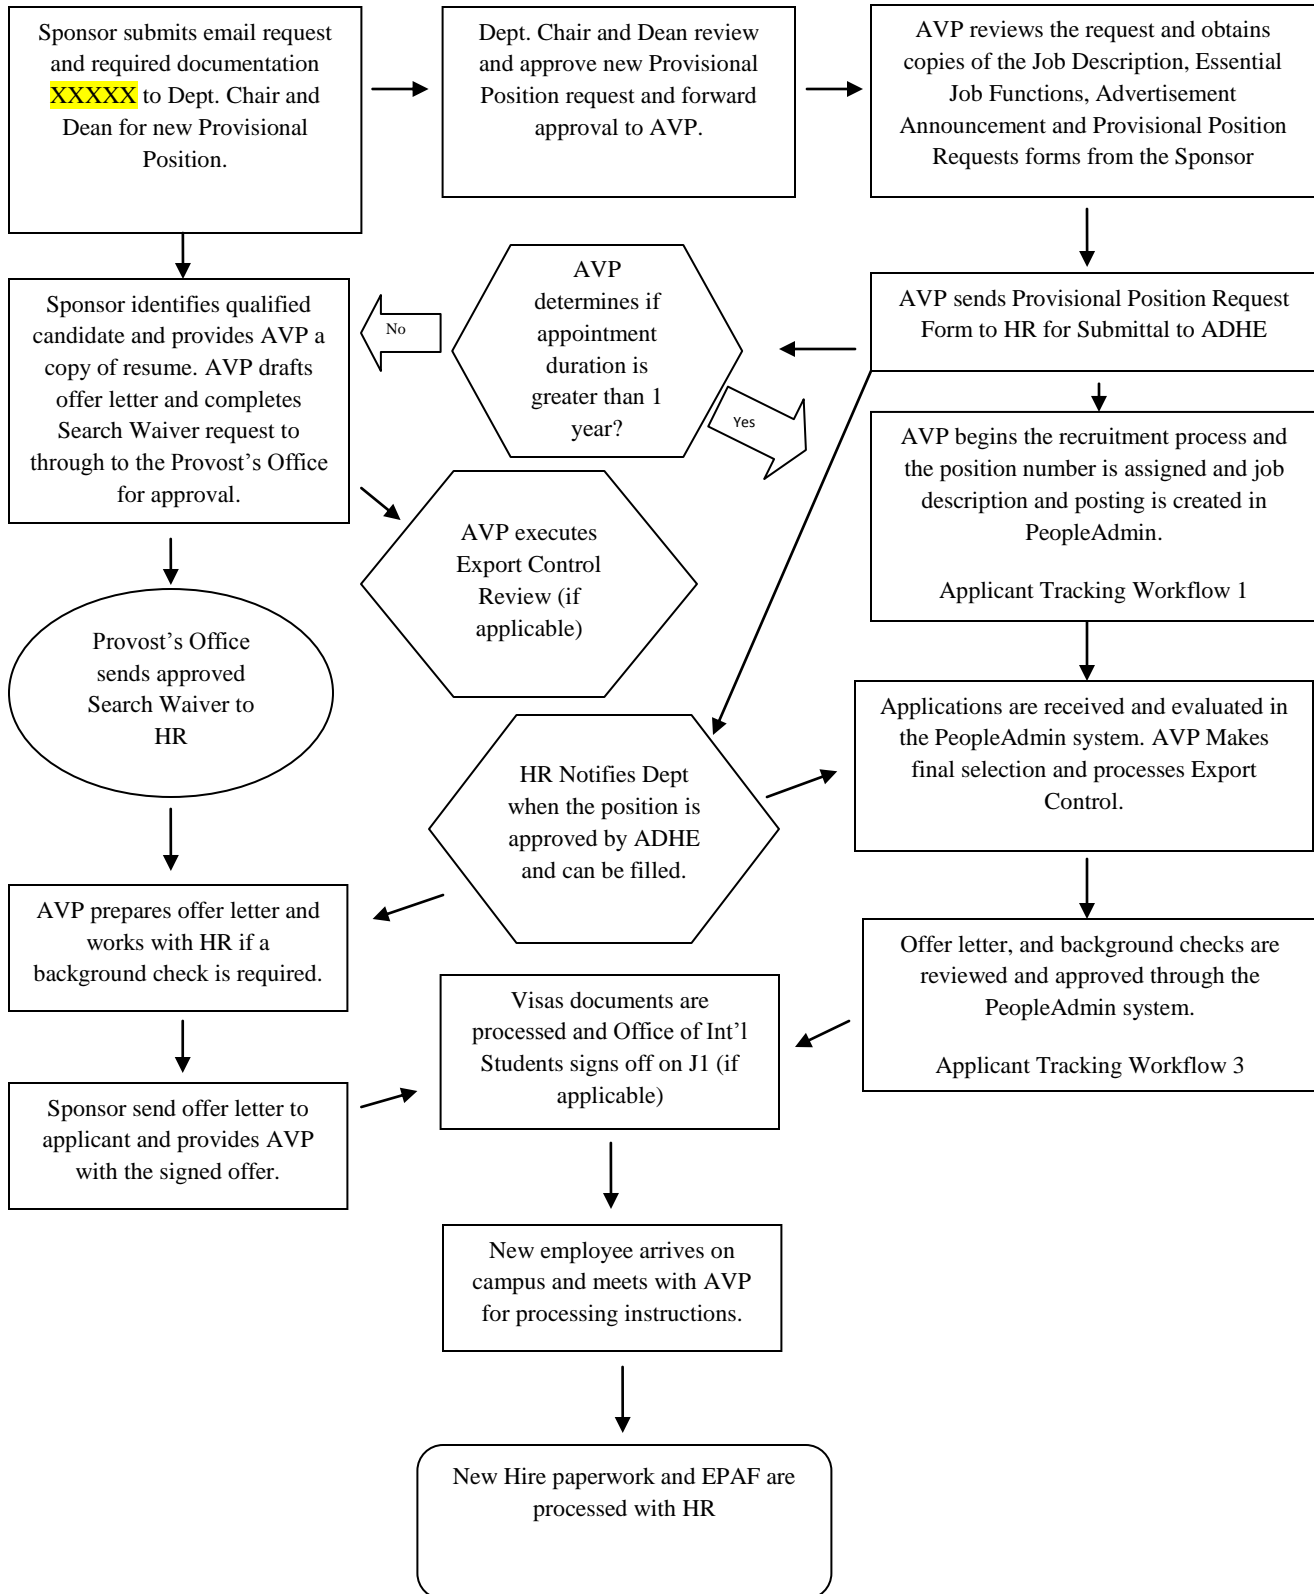 Sponsor submits email request
and required documentation
XXXXX to Dept. Chair and
Dean for new Provisional
Position.
Dept. Chair and Dean review
and approve new Provisional
Position request and forward
approval to AVP.
AVP reviews the request and obtains
copies of the Job Description, Essential
Job Functions, Advertisement
Announcement and Provisional Position
Requests forms from the Sponsor
Sponsor identifies qualified
candidate and provides AVP a
copy of resume. AVP drafts
offer letter and completes
Search Waiver request to
through to the Provost’s Office
for approval.
No
AVP
determines if
appointment
duration is
greater than 1
year?
Yes
AVP sends Provisional Position Request
Form to HR for Submittal to ADHE
AVP begins the recruitment process and
the position number is assigned and job
description and posting is created in
PeopleAdmin.
Applicant Tracking Workflow 1
AVP executes
Export Control
Review (if
applicable)
Provost’s Office
sends approved
Search Waiver to
HR
HR Notifies Dept
when the position is
approved by ADHE
and can be filled.
Applications are received and evaluated in
the PeopleAdmin system. AVP Makes
final selection and processes Export
Control.
AVP prepares offer letter and
works with HR if a
background check is required.
Offer letter, and background checks are
reviewed and approved through the
PeopleAdmin system.
Applicant Tracking Workflow 3
Visas documents are
processed and Office of Int’l
Students signs off on J1 (if
applicable)
Sponsor send offer letter to
applicant and provides AVP
with the signed offer.
New employee arrives on
campus and meets with AVP
for processing instructions.
New Hire paperwork and EPAF are
processed with HR